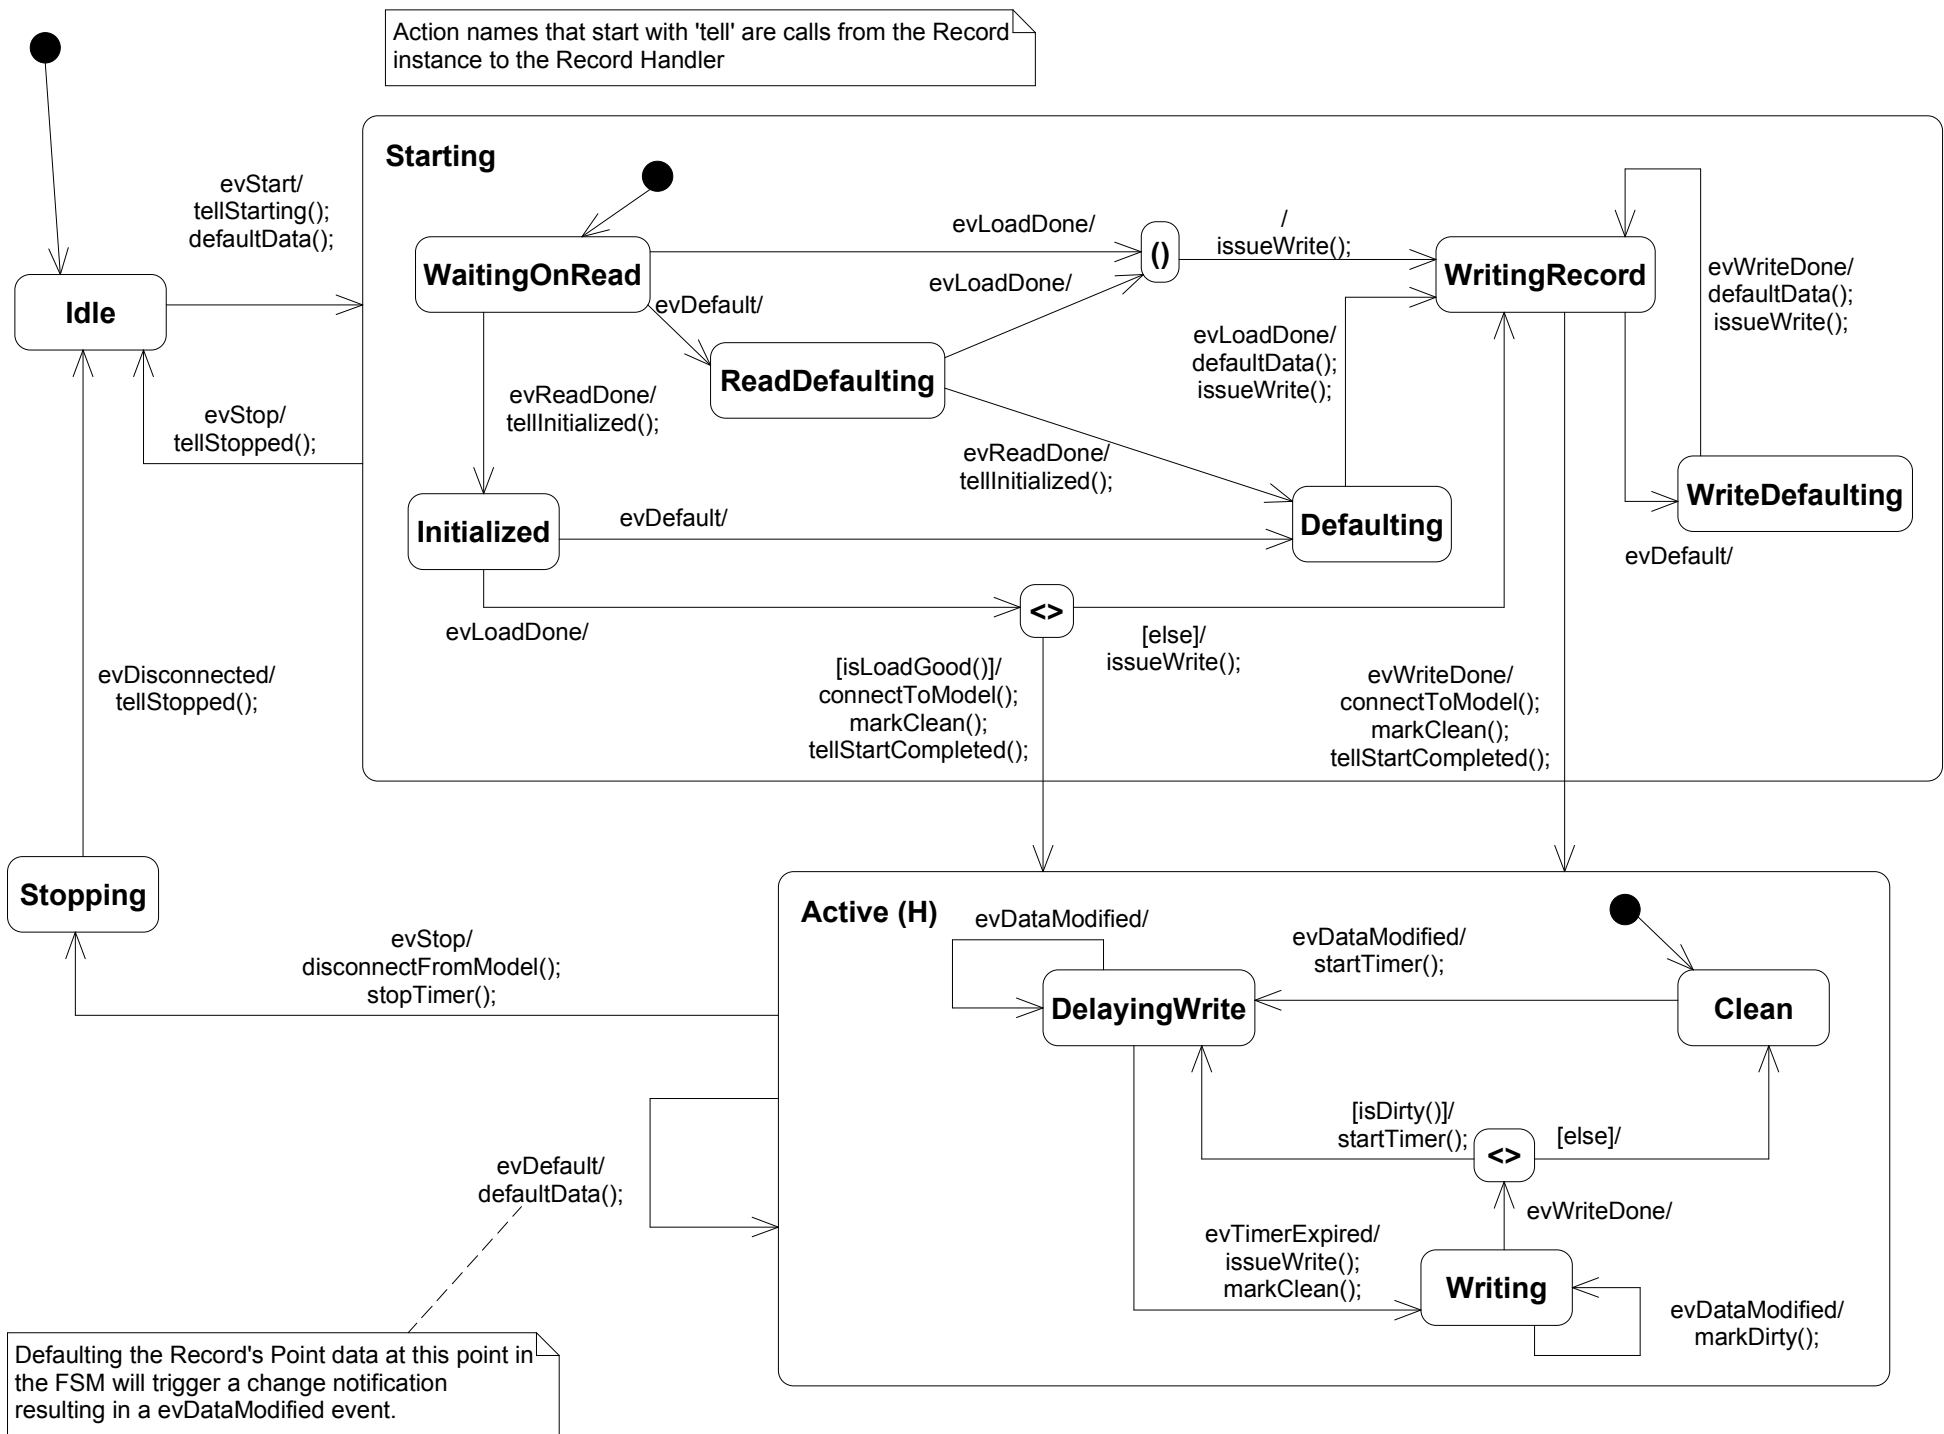 Action names that start with 'tell' are calls from the Record
instance to the Record Handler
Starting
evStart/
tellStarting();
defaultData();
Idle
evStop/
tellStopped();
WaitingOnRead
evLoadDone/
evLoadDone/
()
/
issueWrite();
WritingRecord
evWriteDone/
defaultData();
issueWrite();
evDefault/
ReadDefaulting
evLoadDone/
defaultData();
issueWrite();
evReadDone/
tellInitialized();
evReadDone/
tellInitialized();
Initialized
evDefault/
Defaulting
WriteDefaulting
evDefault/
evLoadDone/
<>
[else]/
issueWrite();
[isLoadGood()]/
connectToModel();
markClean();
tellStartCompleted();
evWriteDone/
connectToModel();
markClean();
tellStartCompleted();
evDisconnected/
tellStopped();
Stopping
evStop/
disconnectFromModel();
stopTimer();
Active (H)
evDataModified/
evDataModified/
startTimer();
DelayingWrite
Clean
[isDirty()]/
startTimer();
<>
[else]/
evWriteDone/
evTimerExpired/
issueWrite();
markClean();
Writing
evDataModified/
markDirty();
evDefault/
defaultData();
Defaulting the Record's Point data at this point in
the FSM will trigger a change notification
resulting in a evDataModified event.